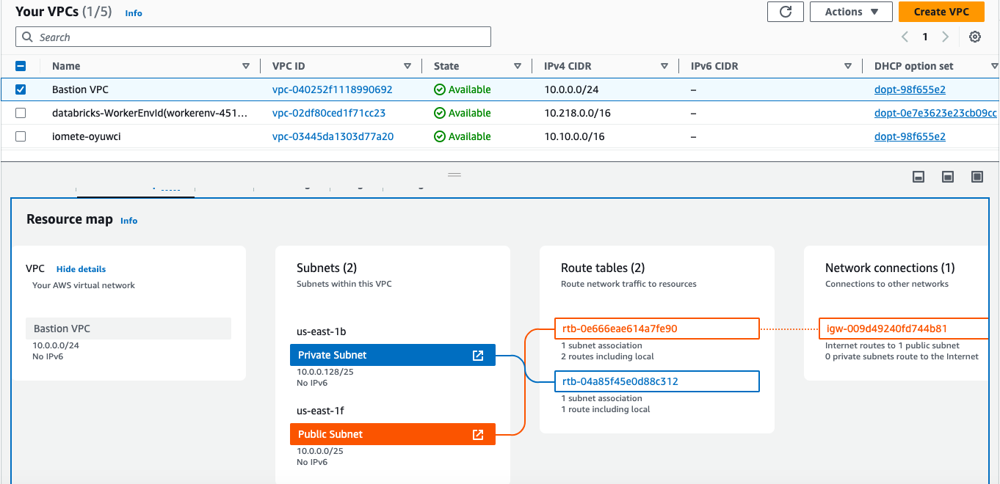 Your VPCs (1/5) Info
Actions
Create VPC
Search
1
Name VPC ID State IPv4 CIDR IPv6 CIDR DHCP option set
Bastion VPC vpc-040252f1118990692 Available 10.0.0.0/24 – dopt-98f655e2
databricks-WorkerEnvId(workerenv-451... vpc-02df80ced1f71cc23 Available 10.218.0.0/16 – dopt-0e7e3623e23cb09cc
iomete-oyuwci vpc-03445da1303d77a20 Available 10.10.0.0/16 – dopt-98f655e2
Resource map Info
VPC Hide details
Your AWS virtual network
Bastion VPC
10.0.0.0/24
No IPv6
Subnets (2)
Subnets within this VPC
us-east-1b
Private Subnet
10.0.0.128/25
No IPv6
us-east-1f
Public Subnet
10.0.0.0/25
No IPv6
Route tables (2)
Route network traffic to resources
rtb-0e666eae614a7fe90
1 subnet association
2 routes including local
rtb-04a85f45e0d88c312
1 subnet association
1 route including local
Network connections (1)
Connections to other networks
igw-009d49240fd744b81
Internet routes to 1 public subnet
0 private subnets route to the Internet